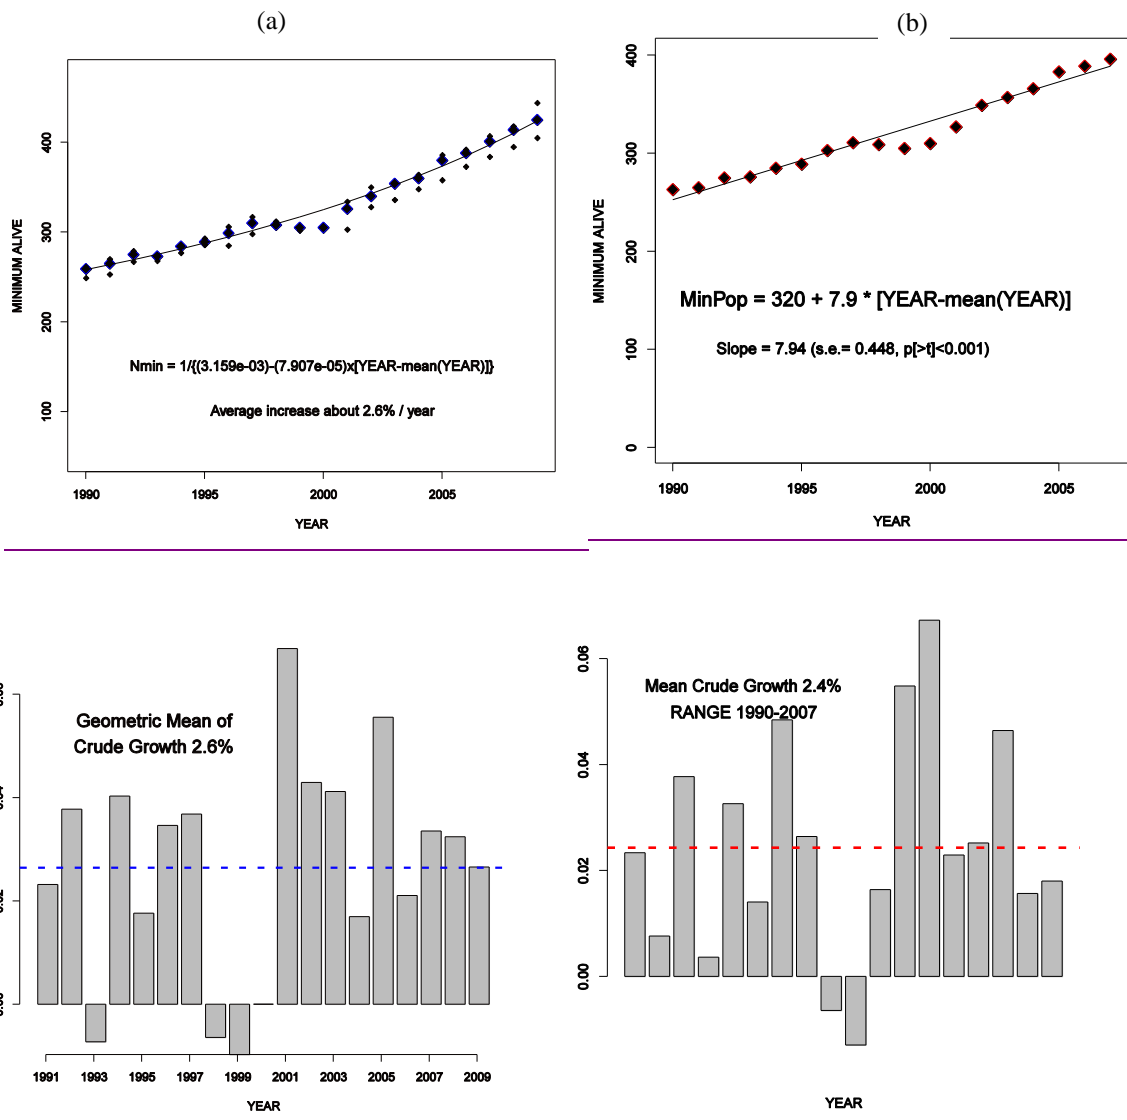 (a)
400
300
200
100
MINIMUM ALIVE
Nmin = 1/{(3.159e-03)-(7.907e-05)x[YEAR-mean(YEAR)]}
Average increase about 2.6% / year
1990
1995
2000
2005
YEAR
(b)
400
300
200
100
0
MINIMUM ALIVE
MinPop = 320 + 7.9 * [YEAR-mean(YEAR)]
Slope = 7.94 (s.e.= 0.448, p[>t]<0.001)
1990
1995
2000
2005
YEAR
Geometric Mean of
Crude Growth 2.6%
1991
1993
1995
1997
1999
2001
2003
2005
2007
2009
YEAR
0.06
0.04
0.02
0.00
Mean Crude Growth 2.4%
RANGE 1990-2007
YEAR